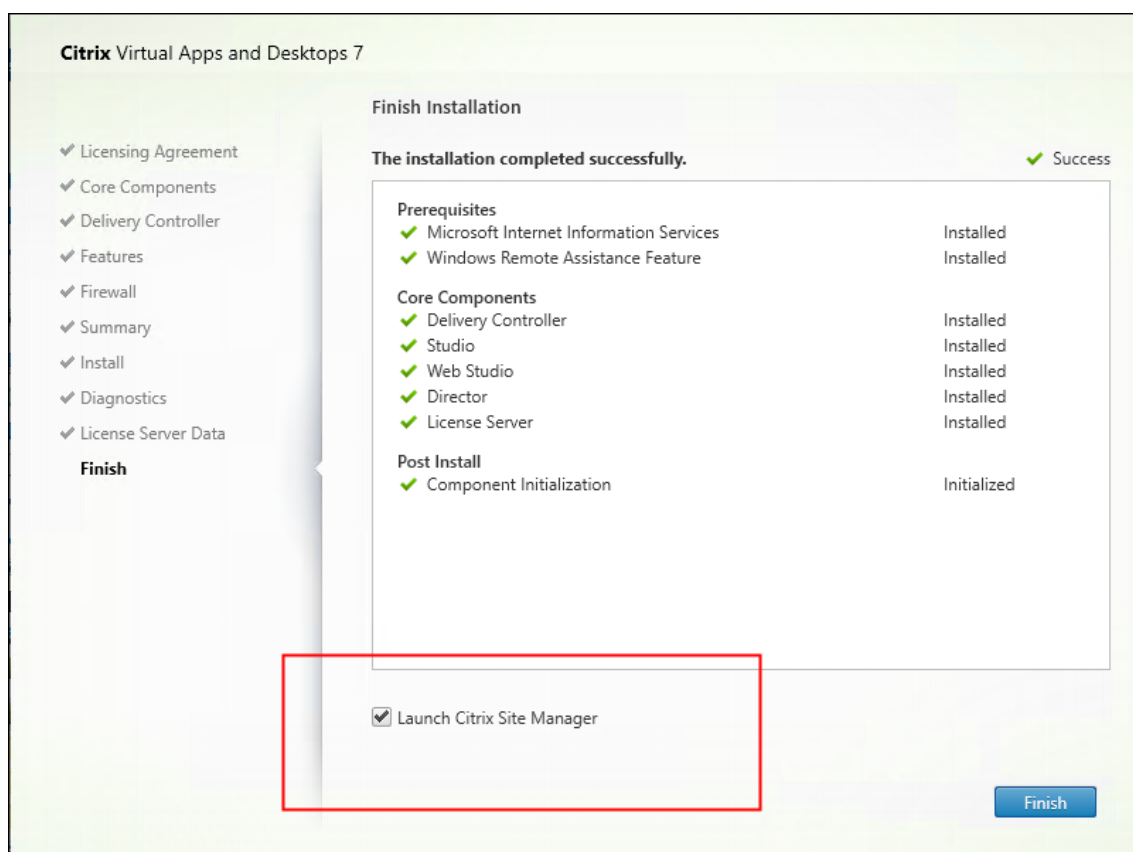 Citrix Virtual Apps and Desktops 7
Licensing Agreement
Core Components
Delivery Controller
Features
Firewall
Summary
Install
Diagnostics
License Server Data
Finish
Finish Installation
The installation completed successfully. Success
Prerequisites
Microsoft Internet Information Services Installed
Windows Remote Assistance Feature Installed
Core Components
Delivery Controller Installed
Studio Installed
Web Studio Installed
Director Installed
License Server Installed
Post Install
Component Initialization Initialized
Launch Citrix Site Manager
Finish